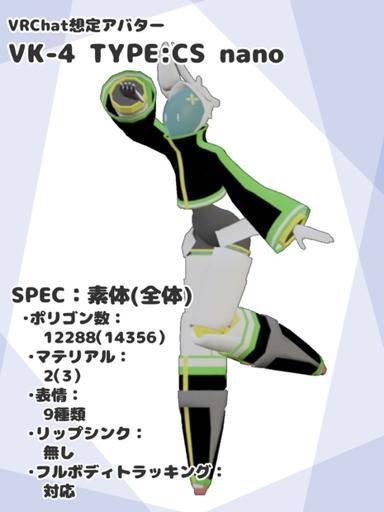 VRChat想定アバター
VK-4 TYPE:CS nano
SPEC：素体(全体)
・ポリゴン数：
12288(14356)
・マテリアル：
2(3)
・表情：
9種類
・リップシンク：
無し
・フルボディトラッキング：
対応